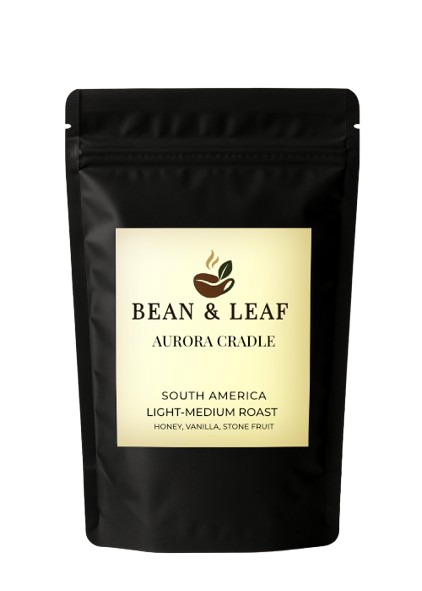 BEAN & LEAF
AURORA CRADLE
SOUTH AMERICA
LIGHT-MEDIUM ROAST
HONEY, VANILLA, STONE FRUIT